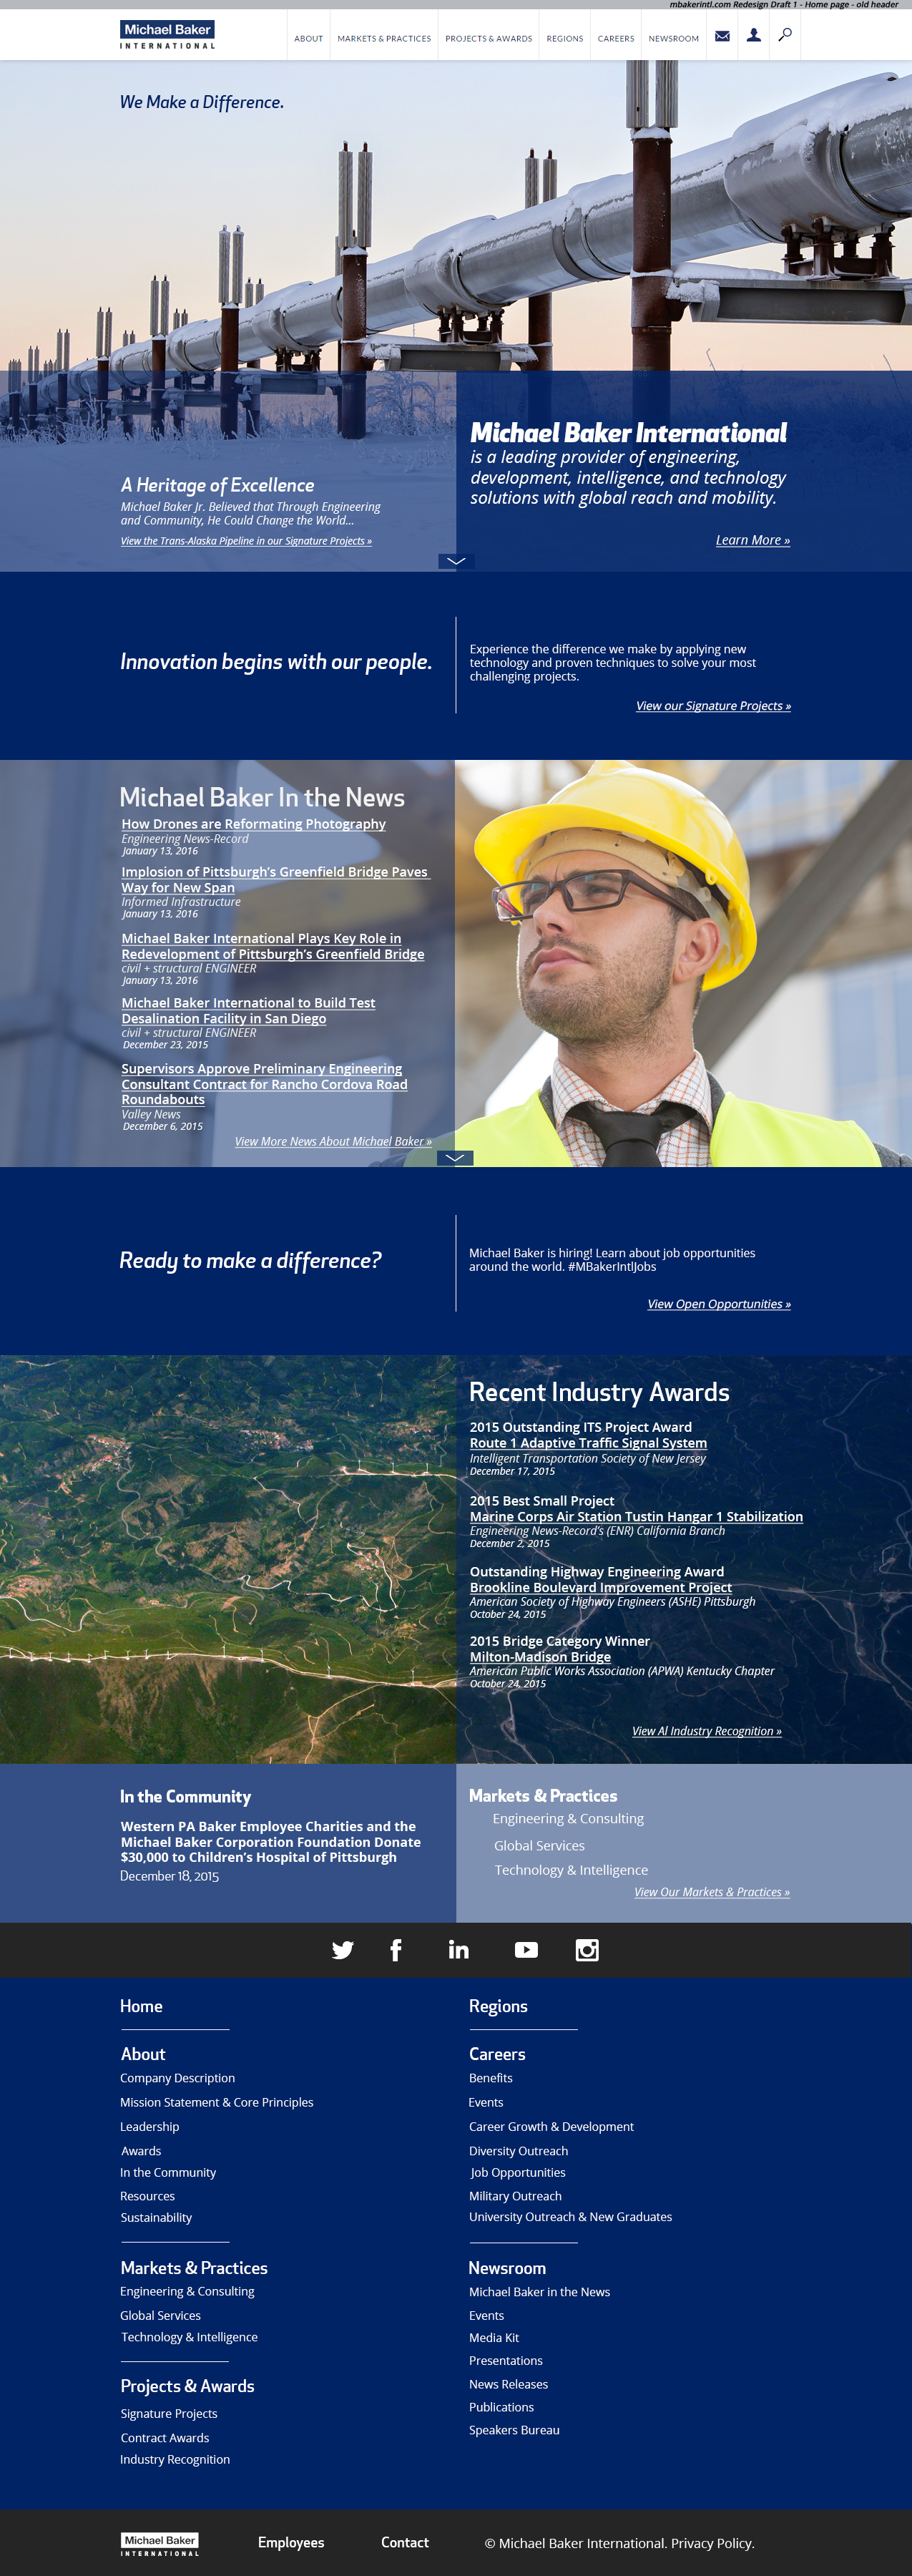 mbakerintl.com Redesign Draft 1 - Home page - old header
Michael Baker
INTERNATIONAL
ABOUT
MARKETS & PRACTICES
PROJECTS & AWARDS
REGIONS
CAREERS
NEWSROOM
We Make a Difference.
A Heritage of Excellence
Michael Baker Jr. Believed that Through Engineering
and Community, He Could Change the World...
View the Trans-Alaska Pipeline in our Signature Projects »
Michael Baker International
is a leading provider of engineering,
development, intelligence, and technology
solutions with global reach and mobility.
Learn More »
Innovation begins with our people.
Experience the difference we make by applying new
technology and proven techniques to solve your most
challenging projects.
View our Signature Projects »
Michael Baker In the News
How Drones are Reformating Photography
Engineering News-Record
January 13, 2016
Implosion of Pittsburgh’s Greenfield Bridge Paves
Way for New Span
Informed Infrastructure
January 13, 2016
Michael Baker International Plays Key Role in
Redevelopment of Pittsburgh’s Greenfield Bridge
civil + structural ENGINEER
January 13, 2016
Michael Baker International to Build Test
Desalination Facility in San Diego
civil + structural ENGINEER
December 23, 2015
Supervisors Approve Preliminary Engineering
Consultant Contract for Rancho Cordova Road
Roundabouts
Valley News
December 6, 2015
View More News About Michael Baker »
Ready to make a difference?
Michael Baker is hiring! Learn about job opportunities
around the world. #MBakerIntlJobs
View Open Opportunities »
Recent Industry Awards
2015 Outstanding ITS Project Award
Route 1 Adaptive Traffic Signal System
Intelligent Transportation Society of New Jersey
December 17, 2015
2015 Best Small Project
Marine Corps Air Station Tustin Hangar 1 Stabilization
Engineering News-Record’s (ENR) California Branch
December 2, 2015
Outstanding Highway Engineering Award
Brookline Boulevard Improvement Project
American Society of Highway Engineers (ASHE) Pittsburgh
October 24, 2015
2015 Bridge Category Winner
Milton-Madison Bridge
American Public Works Association (APWA) Kentucky Chapter
October 24, 2015
View Al Industry Recognition »
In the Community
Western PA Baker Employee Charities and the
Michael Baker Corporation Foundation Donate
$30,000 to Children’s Hospital of Pittsburgh
December 18, 2015
Markets & Practices
Engineering & Consulting
Global Services
Technology & Intelligence
View Our Markets & Practices »
Home
About
Company Description
Mission Statement & Core Principles
Leadership
Awards
In the Community
Resources
Sustainability
Markets & Practices
Engineering & Consulting
Global Services
Technology & Intelligence
Projects & Awards
Signature Projects
Contract Awards
Industry Recognition
Regions
Careers
Benefits
Events
Career Growth & Development
Diversity Outreach
Job Opportunities
Military Outreach
University Outreach & New Graduates
Newsroom
Michael Baker in the News
Events
Media Kit
Presentations
News Releases
Publications
Speakers Bureau
Michael Baker
INTERNATIONAL
Employees
Contact
© Michael Baker International. Privacy Policy.